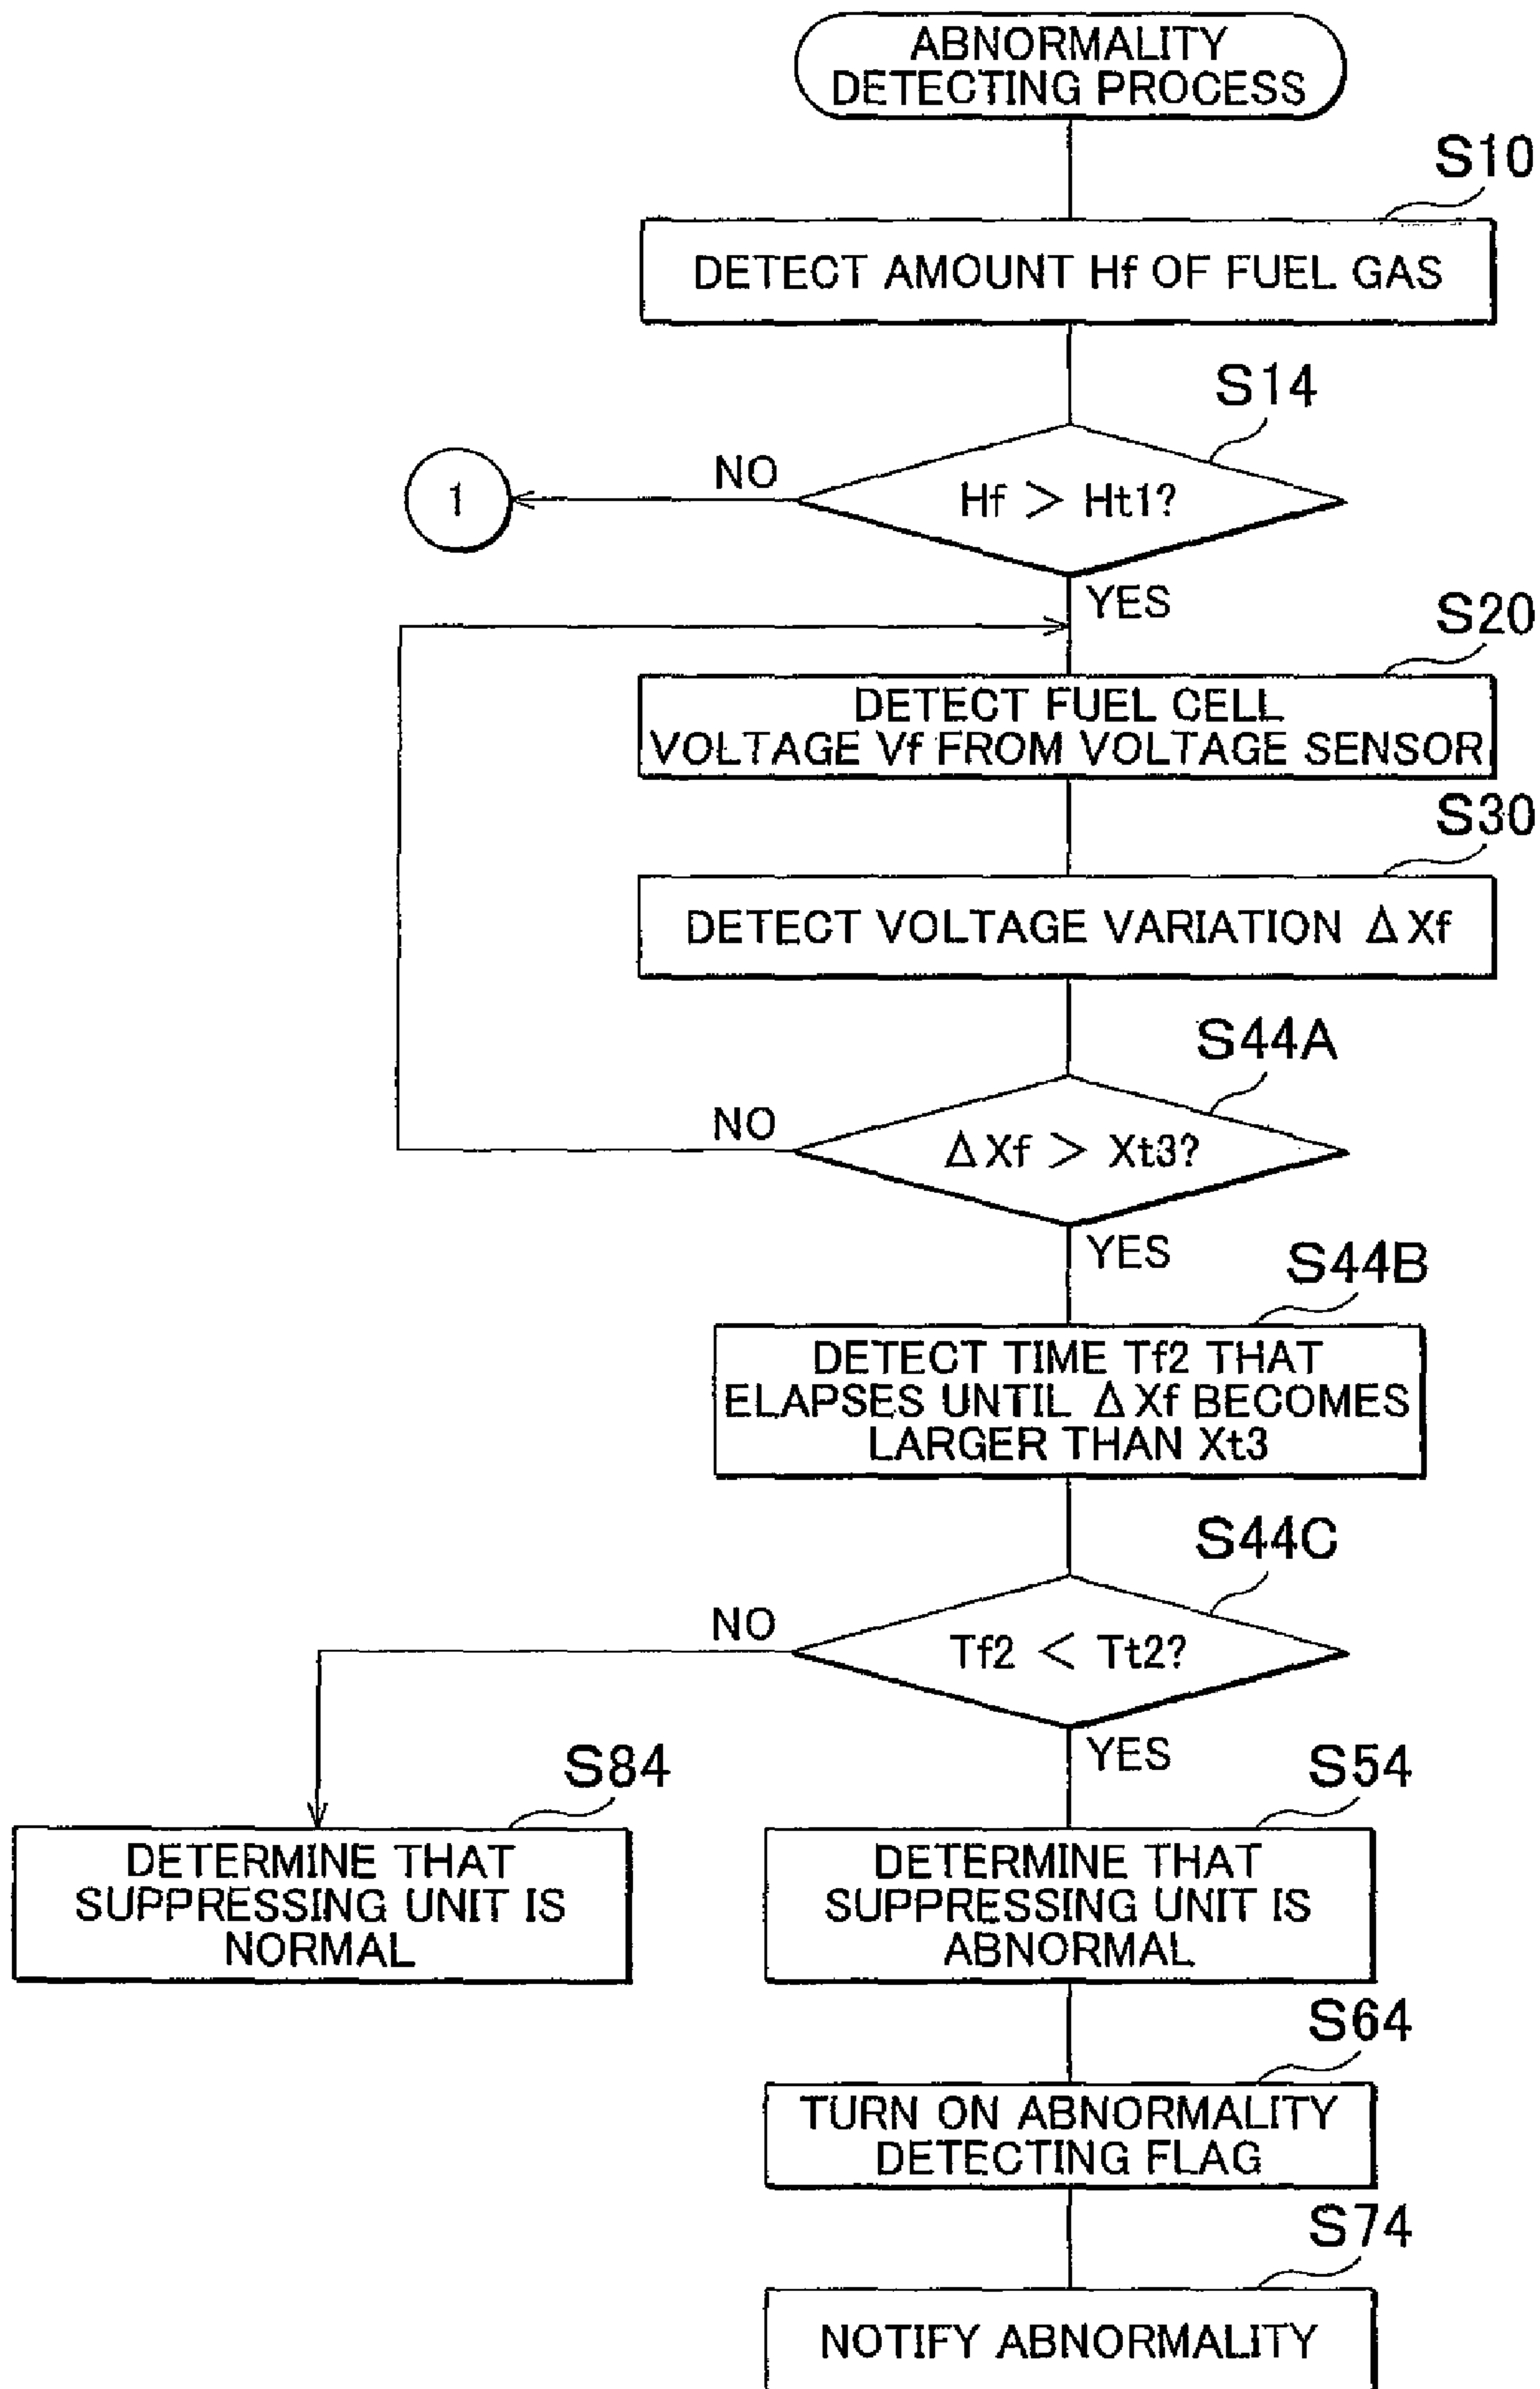 ABNORMALITY
DETECTING PROCESS
S10
DETECT AMOUNT Hf OF FUEL GAS
S14
NO
1
Hf > Ht1?
YES
S20
DETECT FUEL CELL
VOLTAGE Vf FROM VOLTAGE SENSOR
S30
DETECT VOLTAGE VARIATION Δ Xf
S44A
NO
Δ Xf > Xt3?
YES
S44B
DETECT TIME Tf2 THAT
ELAPSES UNTIL Δ Xf BECOMES
LARGER THAN Xt3
S44C
NO
Tf2 < Tt2?
YES
S84
DETERMINE THAT
SUPPRESSING UNIT IS
NORMAL
S54
DETERMINE THAT
SUPPRESSING UNIT IS
ABNORMAL
S64
TURN ON ABNORMALITY
DETECTING FLAG
S74
NOTIFY ABNORMALITY